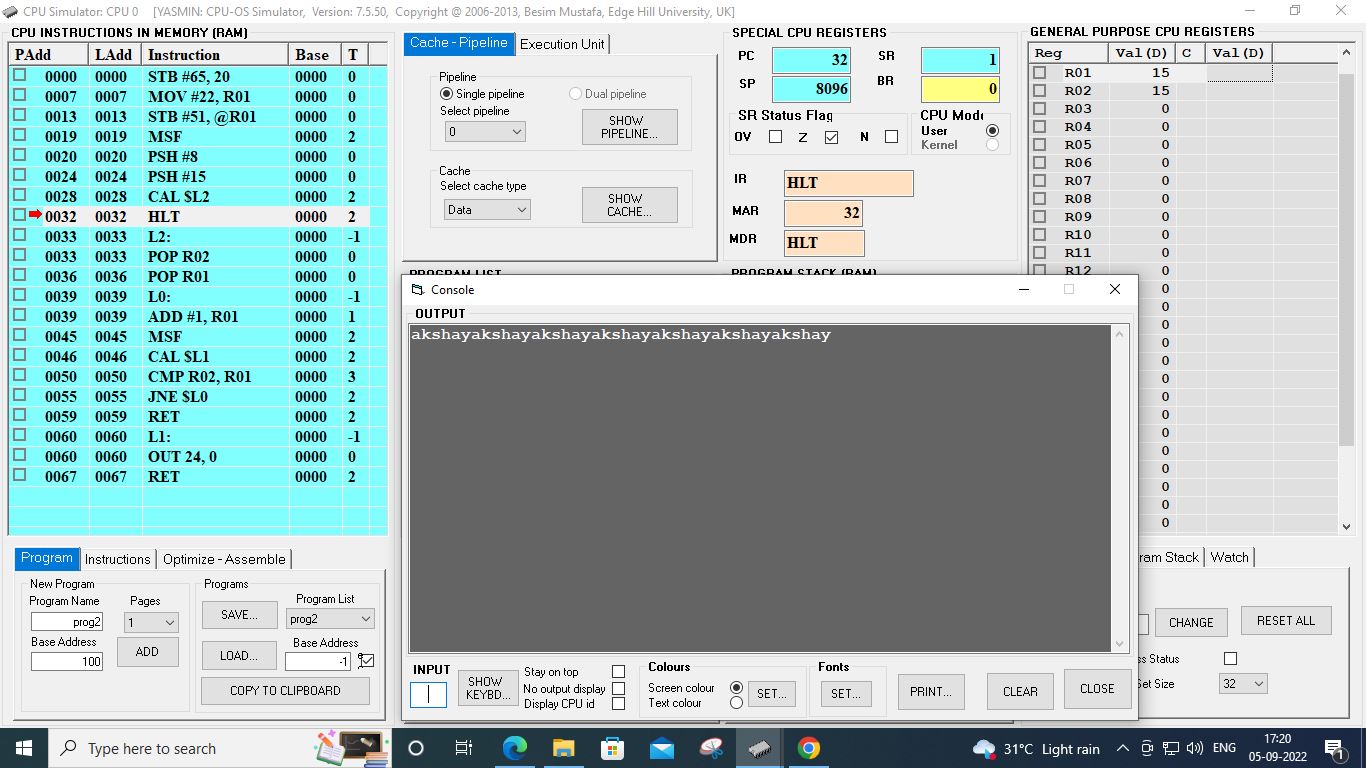 CPU Simulator: CPU 0 [YASMIN: CPU-OS Simulator, Version: 7.5.50, Copyright @ 2006-2013, Besim Mustafa, Edge Hill University, UK]
CPU INSTRUCTIONS IN MEMORY (RAM)
PAdd LAdd Instruction Base T
0000 0000 STB #65, 20 0000 0
0007 0007 MOV #22, R01 0000 0
0013 0013 STB #51, @R01 0000 0
0019 0019 MSF 0000 2
0020 0020 PSH #8 0000 0
0024 0024 PSH #15 0000 0
0028 0028 CAL $L2 0000 2
0032 0032 HLT 0000 2
0033 0033 L2: 0000 -1
0033 0033 POP R02 0000 0
0036 0036 POP R01 0000 0
0039 0039 L0: 0000 -1
0039 0039 ADD #1, R01 0000 1
0045 0045 MSF 0000 2
0046 0046 CAL $L1 0000 2
0050 0050 CMP R02, R01 0000 3
0055 0055 JNE $L0 0000 2
0059 0059 RET 0000 2
0060 0060 L1: 0000 -1
0060 0060 OUT 24, 0 0000 0
0067 0067 RET 0000 2
Program Instructions Optimize - Assemble
New Program
Program Name Pages
prog2 1
Base Address
100 ADD
Programs
SAVE... Program List
prog2
LOAD... Base Address
-1
COPY TO CLIPBOARD
Cache - Pipeline Execution Unit
Pipeline
Single pipeline Dual pipeline
Select pipeline
0 SHOW PIPELINE...
Cache
Select cache type
Data SHOW CACHE...
PROGRAM LIST
SPECIAL CPU REGISTERS
PC 32 SR 1
SP 8096 BR 0
SR Status Flag
OV Z N
CPU Mode
User
Kernel
IR HLT
MAR 32
MDR HLT
PROGRAM STACK (RAM)
GENERAL PURPOSE CPU REGISTERS
Reg Val(D) C Val(D)
R01 15
R02 15
R03 0
R04 0
R05 0
R06 0
R07 0
R08 0
R09 0
R10 0
R11 0
R12 0
0
0
0
0
0
0
0
0
0
0
0
0
0
0
Console
OUTPUT
akshayakshayakshayakshayakshayakshayakshay
INPUT
SHOW KEYBD...
Stay on top
No output display
Display CPU id
Colours
Screen colour
Text colour
SET...
Fonts
SET...
PRINT...
CLEAR
CLOSE
ram Stack Watch
CHANGE RESET ALL
ss Status
Set Size 32
Type here to search
31°C Light rain
ENG
17:20
05-09-2022
1